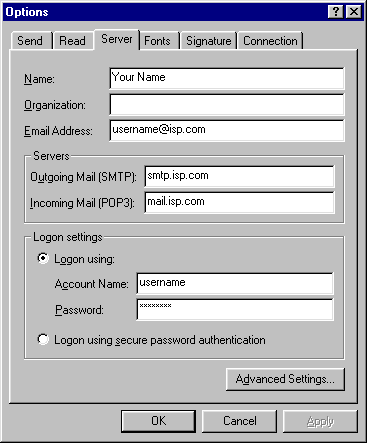 Options
Send Read Server Fonts Signature Connection
Name: Your Name
Organization:
Email Address: username@isp.com
Servers
Outgoing Mail (SMTP): smtp.isp.com
Incoming Mail (POP3): mail.isp.com
Logon settings
Logon using:
Account Name: username
Password: ××××××××
Logon using secure password authentication
Advanced Settings...
OK Cancel Apply